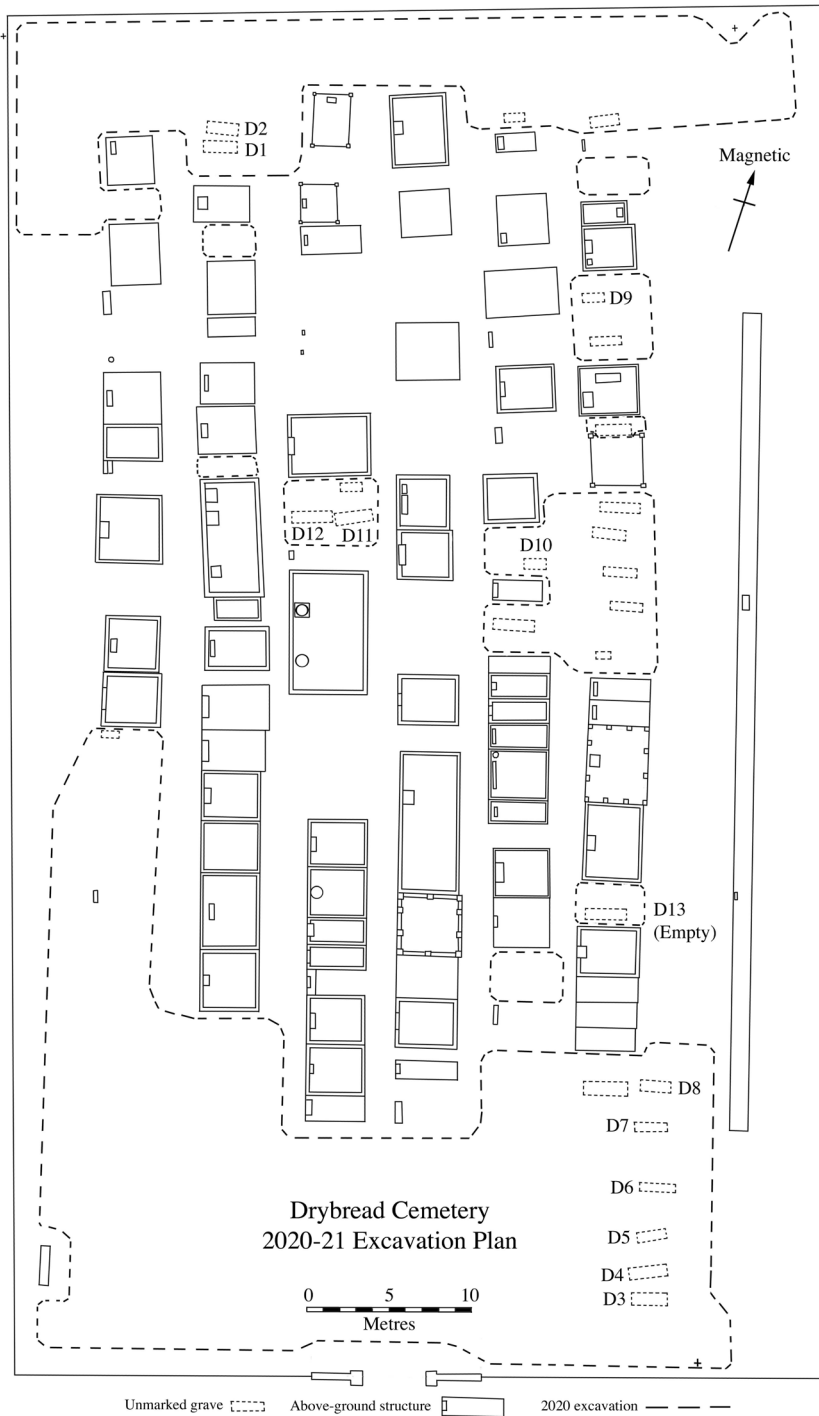 D2
D1
Magnetic
D9
D12
D11
D10
D13
(Empty)
D8
D7
D6
D5
D4
D3
Drybread Cemetery
2020-21 Excavation Plan
0 5 10
Metres
Unmarked grave Above-ground structure 2020 excavation